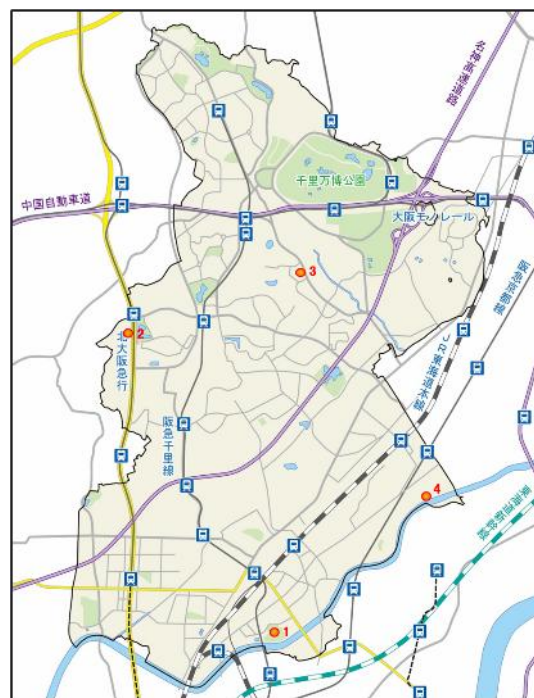 名神高速道路
千里万博公園
中国自動車道
大阪モノレール
阪急京都線
3
JR東海道本線
2
北大阪急行
阪急千里線
4
東海道新幹線
1